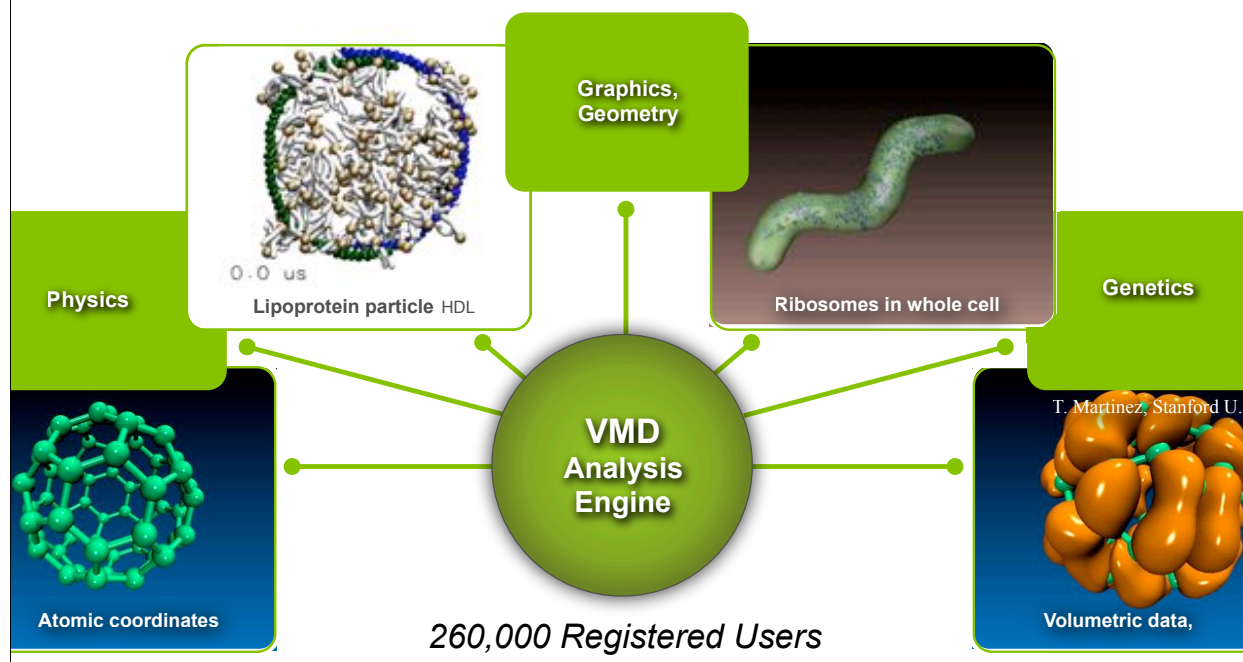 Graphics,
Geometry
0.0 us
Lipoprotein particle HDL
Ribosomes in whole cell
Physics
Genetics
T. Martinez, Stanford U.
VMD
Analysis
Engine
Atomic coordinates
Volumetric data,
260,000 Registered Users